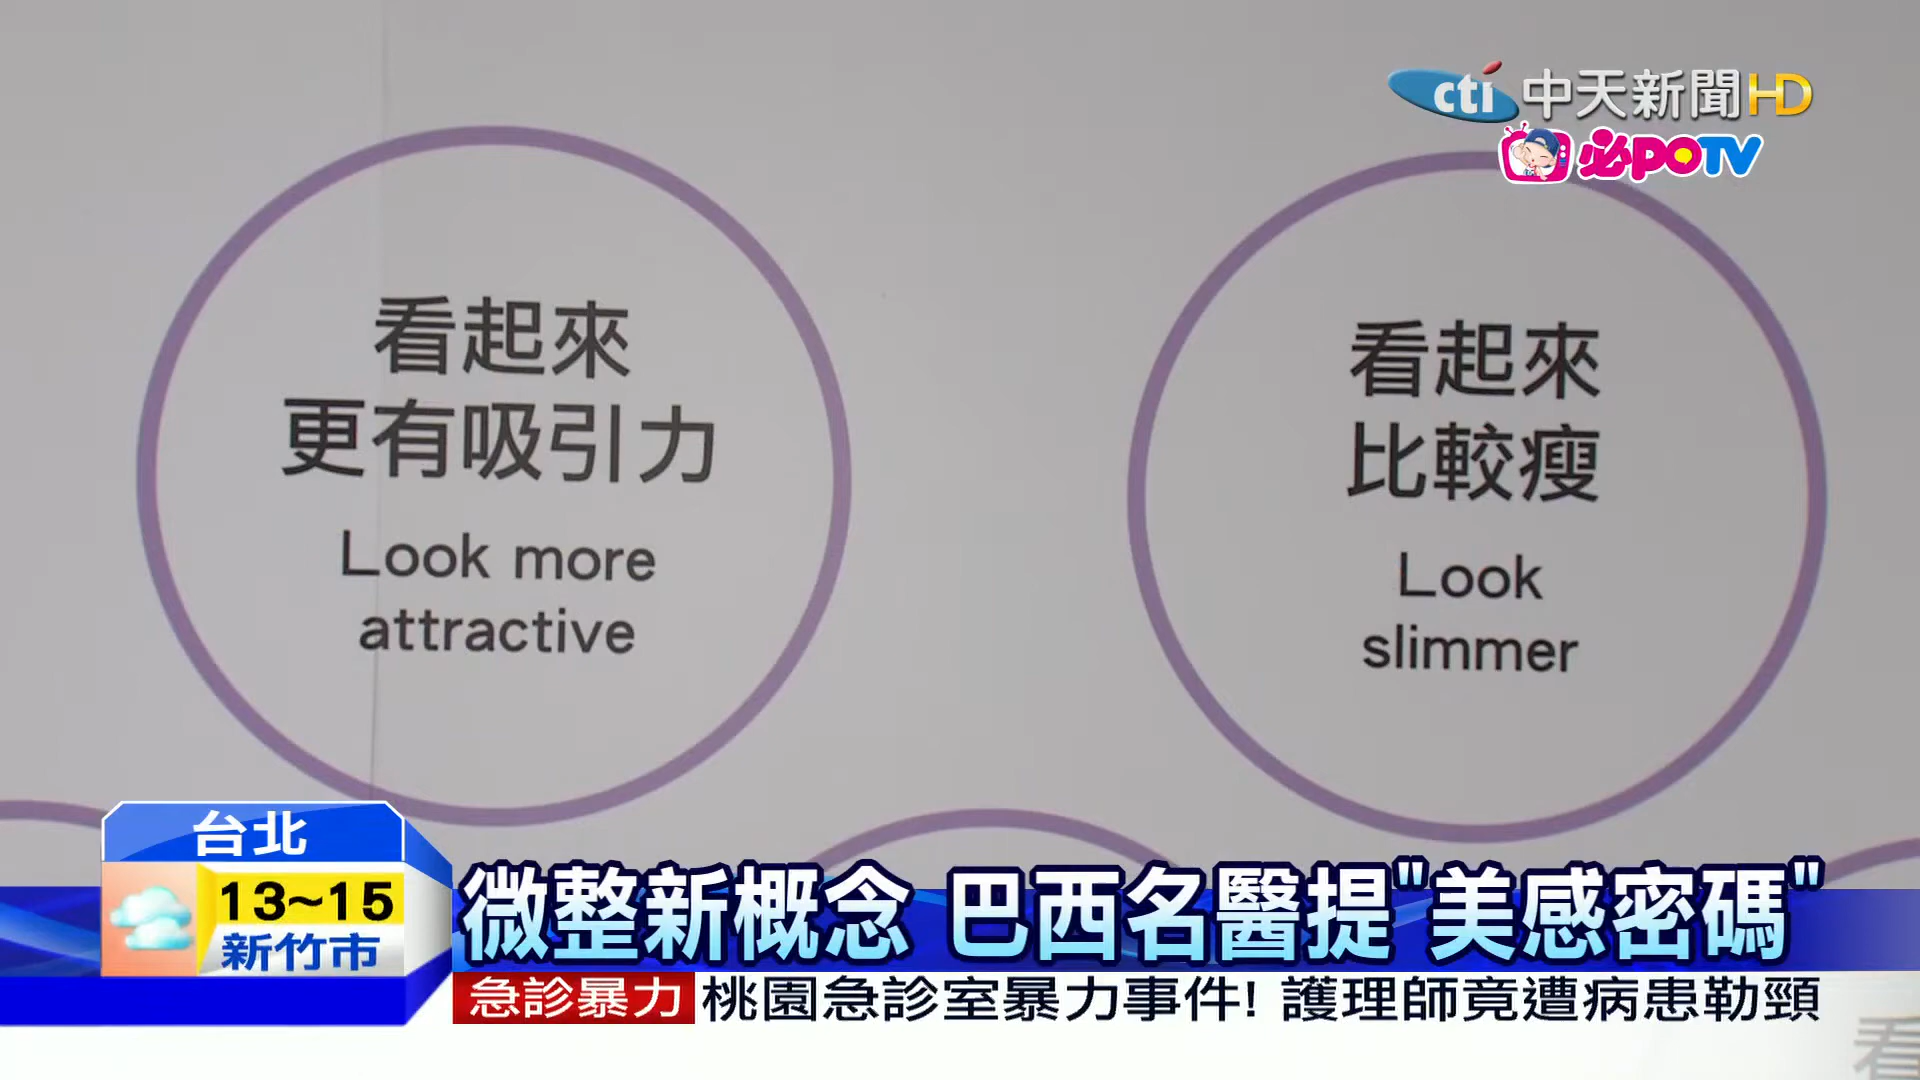 cti 中天新聞HD
必POTV
看起來
更有吸引力
Look more
attractive
看起來
比較瘦
Look
slimmer
台北
13~15
新竹市
微整新概念 巴西名醫提"美感密碼"
急診暴力 桃園急診室暴力事件! 護理師竟遭病患勒頸
看